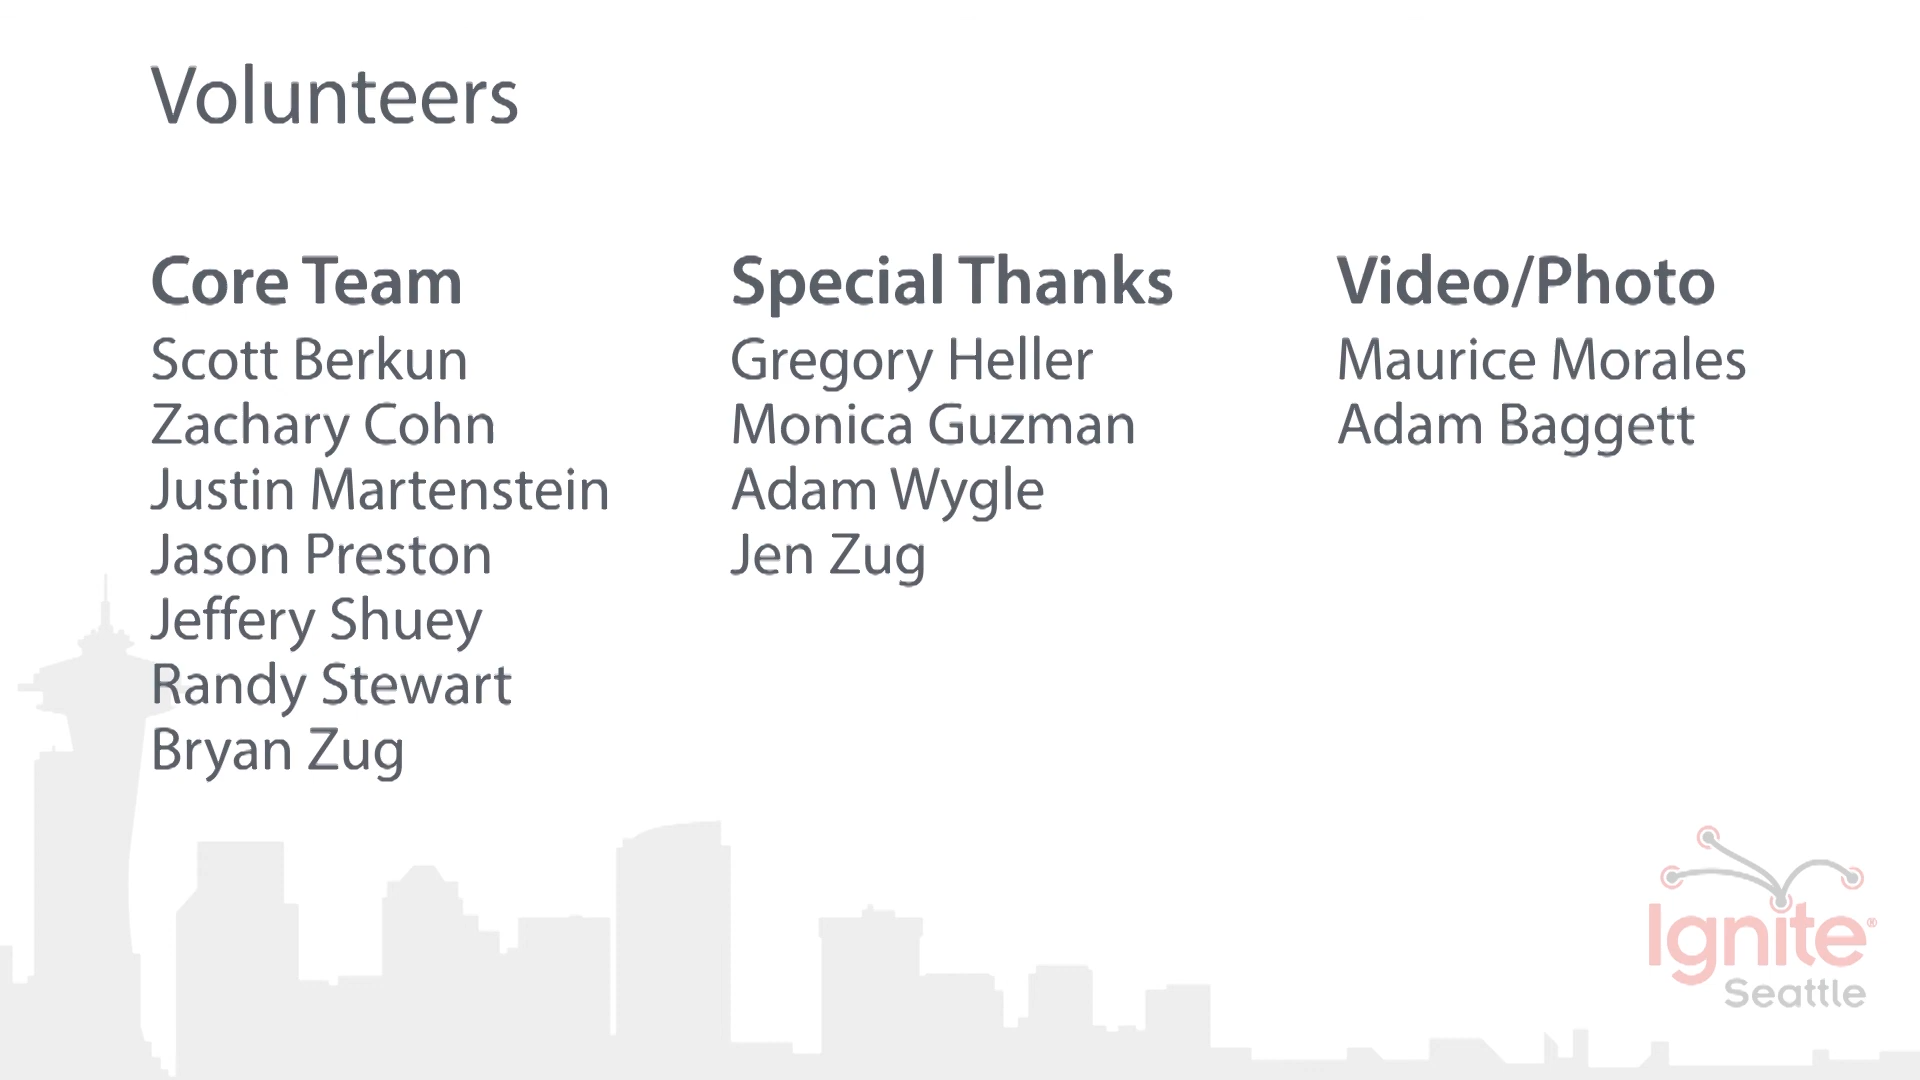 Volunteers
Core Team
Scott Berkun
Zachary Cohn
Justin Martenstein
Jason Preston
Jeffery Shuey
Randy Stewart
Bryan Zug
Special Thanks
Gregory Heller
Monica Guzman
Adam Wygle
Jen Zug
Video/Photo
Maurice Morales
Adam Baggett
Ignite®
Seattle